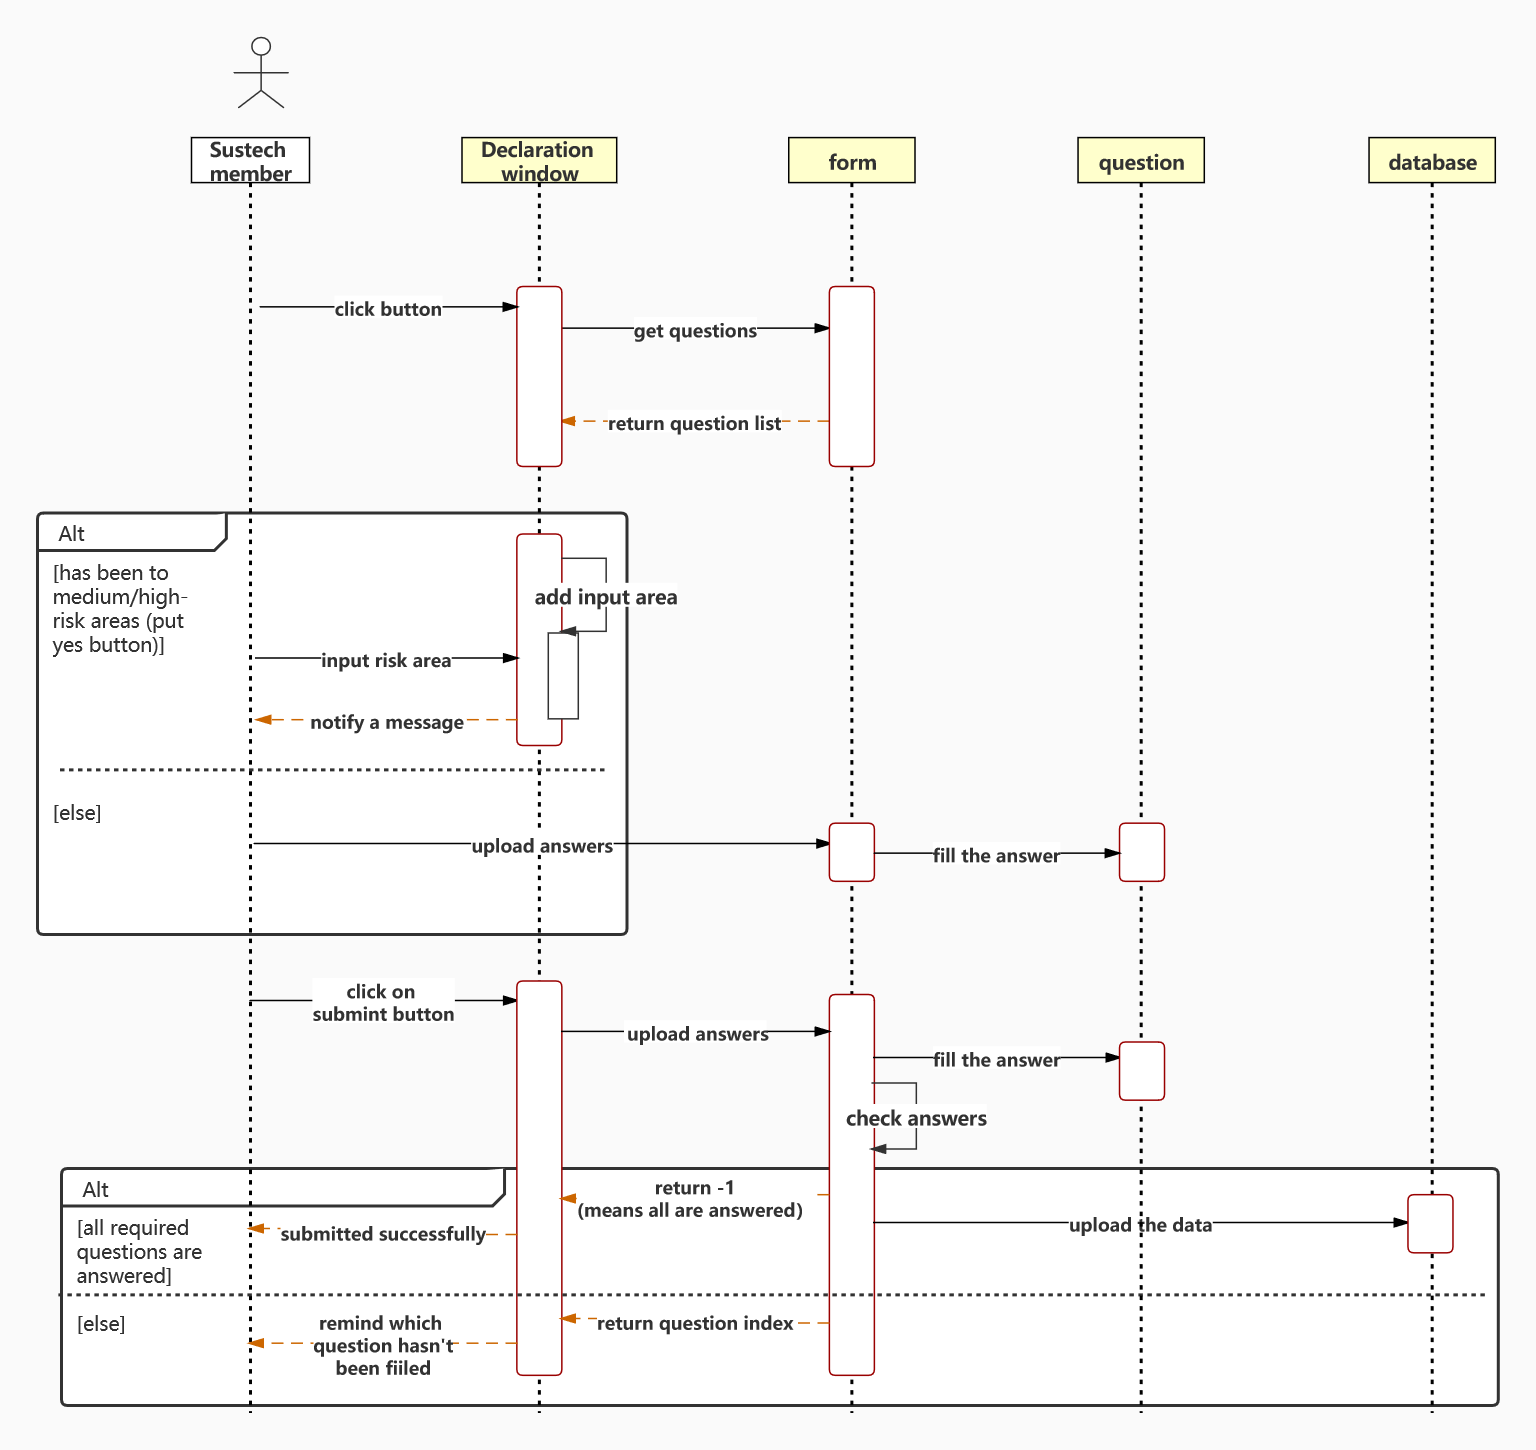 Sustech
member
Declaration
window
form
question
database
click button
get questions
return question list
Alt
[has been to
medium/high-
risk areas (put
yes button)]
add input area
input risk area
notify a message
[else]
upload answers
fill the answer
click on
submint button
upload answers
fill the answer
check answers
Alt
[all required
questions are
answered]
return -1
(means all are answered)
upload the data
submitted successfully
[else]
return question index
remind which
question hasn't
been fiiled